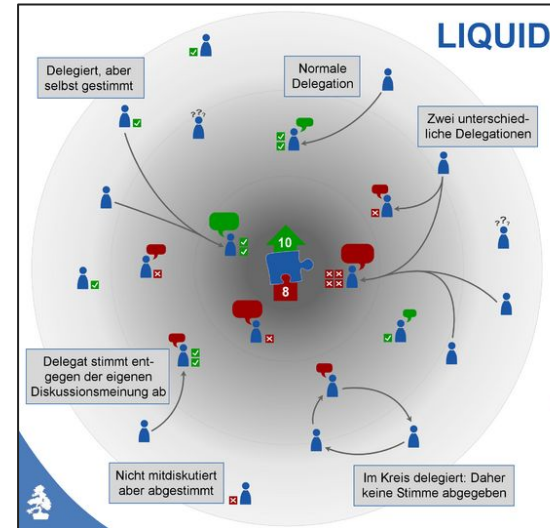 LIQUID
Delegiert, aber
selbst gestimmt
Normale
Delegation
Zwei unterschied-
liche Delegationen
???
???
10
8
Delegat stimmt ent-
gegen der eigenen
Diskussionsmeinung ab
Nicht mitdiskutiert
aber abgestimmt
Im Kreis delegiert: Daher
keine Stimme abgegeben